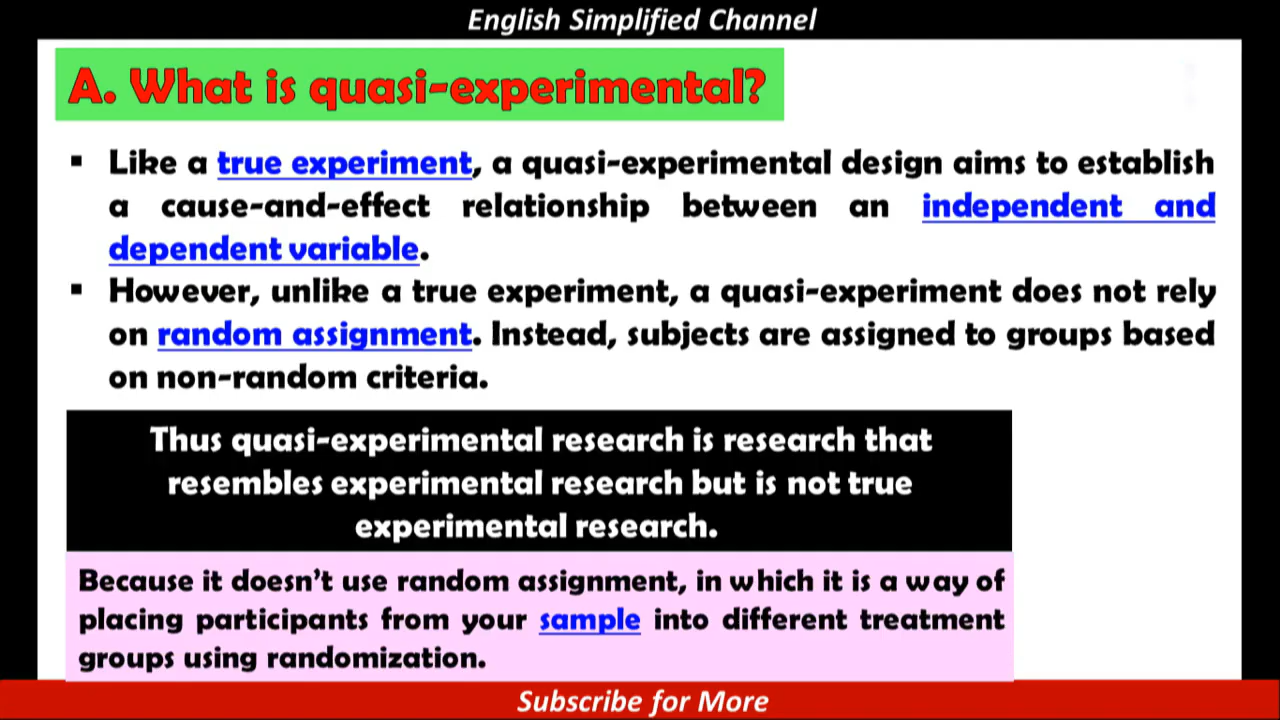 English Simplified Channel
A. What is quasi-experimental?
▪ Like a true experiment, a quasi-experimental design aims to establish
a cause-and-effect relationship between an independent and
dependent variable.
▪ However, unlike a true experiment, a quasi-experiment does not rely
on random assignment. Instead, subjects are assigned to groups based
on non-random criteria.
Thus quasi-experimental research is research that
resembles experimental research but is not true
experimental research.
Because it doesn’t use random assignment, in which it is a way of
placing participants from your sample into different treatment
groups using randomization.
Subscribe for More